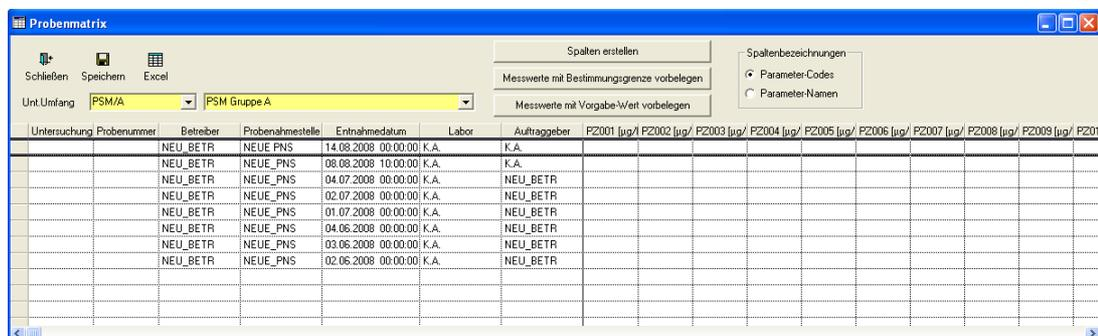 Probenmatrix
Schließen Speichern Excel
Spalten erstellen
Messwerte mit Bestimmungsgrenze vorbelegen
Messwerte mit Vorgabe-Wert vorbelegen
Spaltenbezeichnungen
Parameter-Codes
Parameter-Namen
Unt.Umfang PSM/A PSM Gruppe A
Untersuchung Probenummer Betreiber Probenahmestelle Entnahmedatum Labor Auftraggeber PZ001 [µg/l PZ002 [µg/ PZ003 [µg/ PZ004 [µg/ PZ005 [µg/ PZ006 [µg/ PZ007 [µg/ PZ008 [µg/ PZ009 [µg/ PZ01
NEU_BETR NEUE PNS 14.08.2008 00:00:00 K.A. K.A.
NEU_BETR NEUE_PNS 08.08.2008 10:00:00 K.A. K.A.
NEU_BETR NEUE_PNS 04.07.2008 00:00:00 K.A. NEU_BETR
NEU_BETR NEUE_PNS 02.07.2008 00:00:00 K.A. NEU_BETR
NEU_BETR NEUE_PNS 01.07.2008 00:00:00 K.A. NEU_BETR
NEU_BETR NEUE_PNS 04.06.2008 00:00:00 K.A. NEU_BETR
NEU_BETR NEUE_PNS 03.06.2008 00:00:00 K.A. NEU_BETR
NEU_BETR NEUE_PNS 02.06.2008 00:00:00 K.A. NEU_BETR